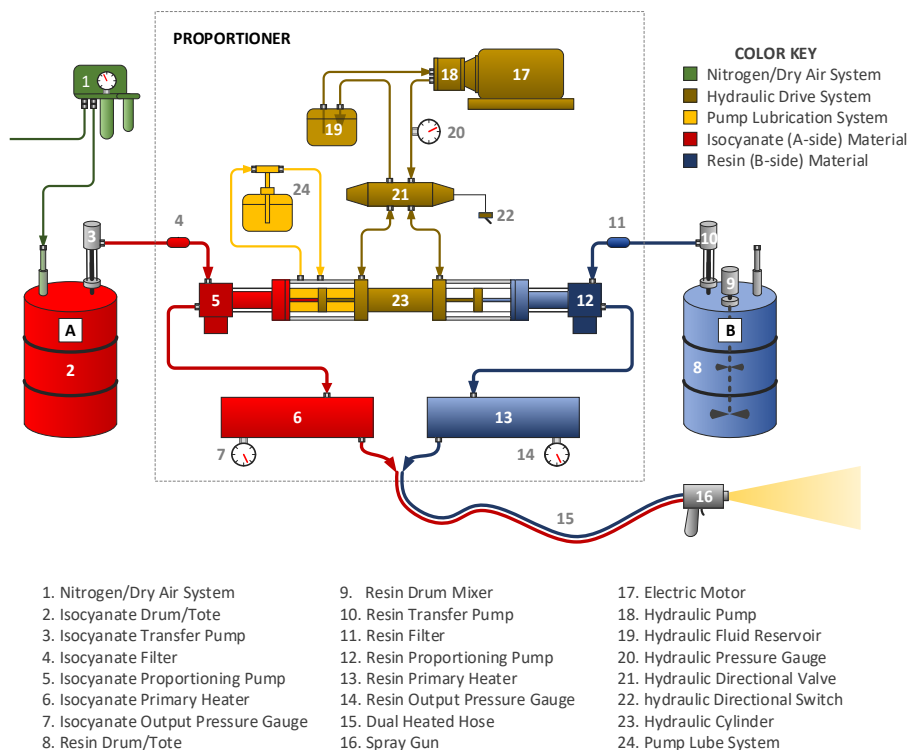 PROPORTIONER
COLOR KEY
Nitrogen/Dry Air System
Hydraulic Drive System
Pump Lubrication System
Isocyanate (A-side) Material
Resin (B-side) Material
1
18
17
19
20
24
21
22
4
11
3
10
9
5
23
12
A
B
2
8
6
13
7
14
15
16
1. Nitrogen/Dry Air System
2. Isocyanate Drum/Tote
3. Isocyanate Transfer Pump
4. Isocyanate Filter
5. Isocyanate Proportioning Pump
6. Isocyanate Primary Heater
7. Isocyanate Output Pressure Gauge
8. Resin Drum/Tote
9. Resin Drum Mixer
10. Resin Transfer Pump
11. Resin Filter
12. Resin Proportioning Pump
13. Resin Primary Heater
14. Resin Output Pressure Gauge
15. Dual Heated Hose
16. Spray Gun
17. Electric Motor
18. Hydraulic Pump
19. Hydraulic Fluid Reservoir
20. Hydraulic Pressure Gauge
21. Hydraulic Directional Valve
22. hydraulic Directional Switch
23. Hydraulic Cylinder
24. Pump Lube System